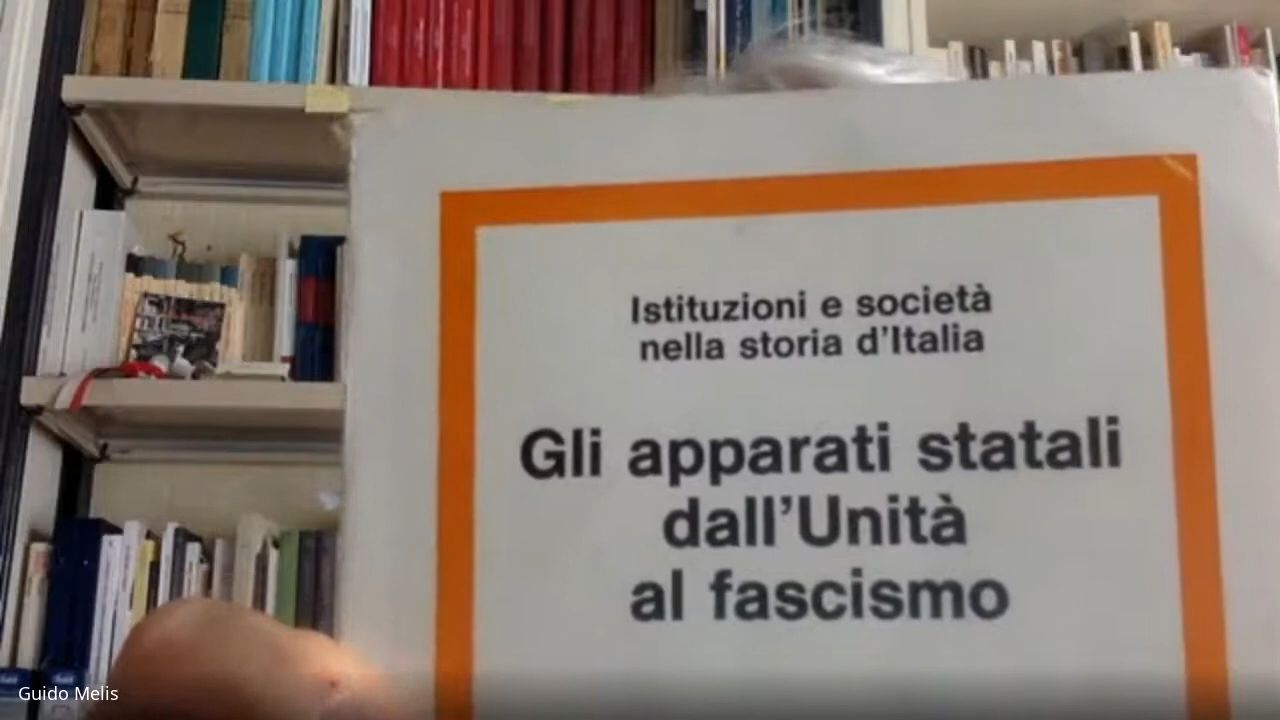 Istituzioni e società
nella storia d'Italia
Gli apparati statali
dall'Unità
al fascismo
Guido Melis